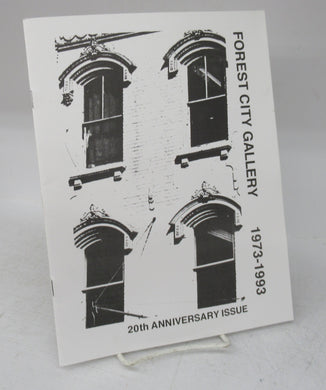 FOREST CITY GALLERY 1973-1993
20th ANNIVERSARY ISSUE